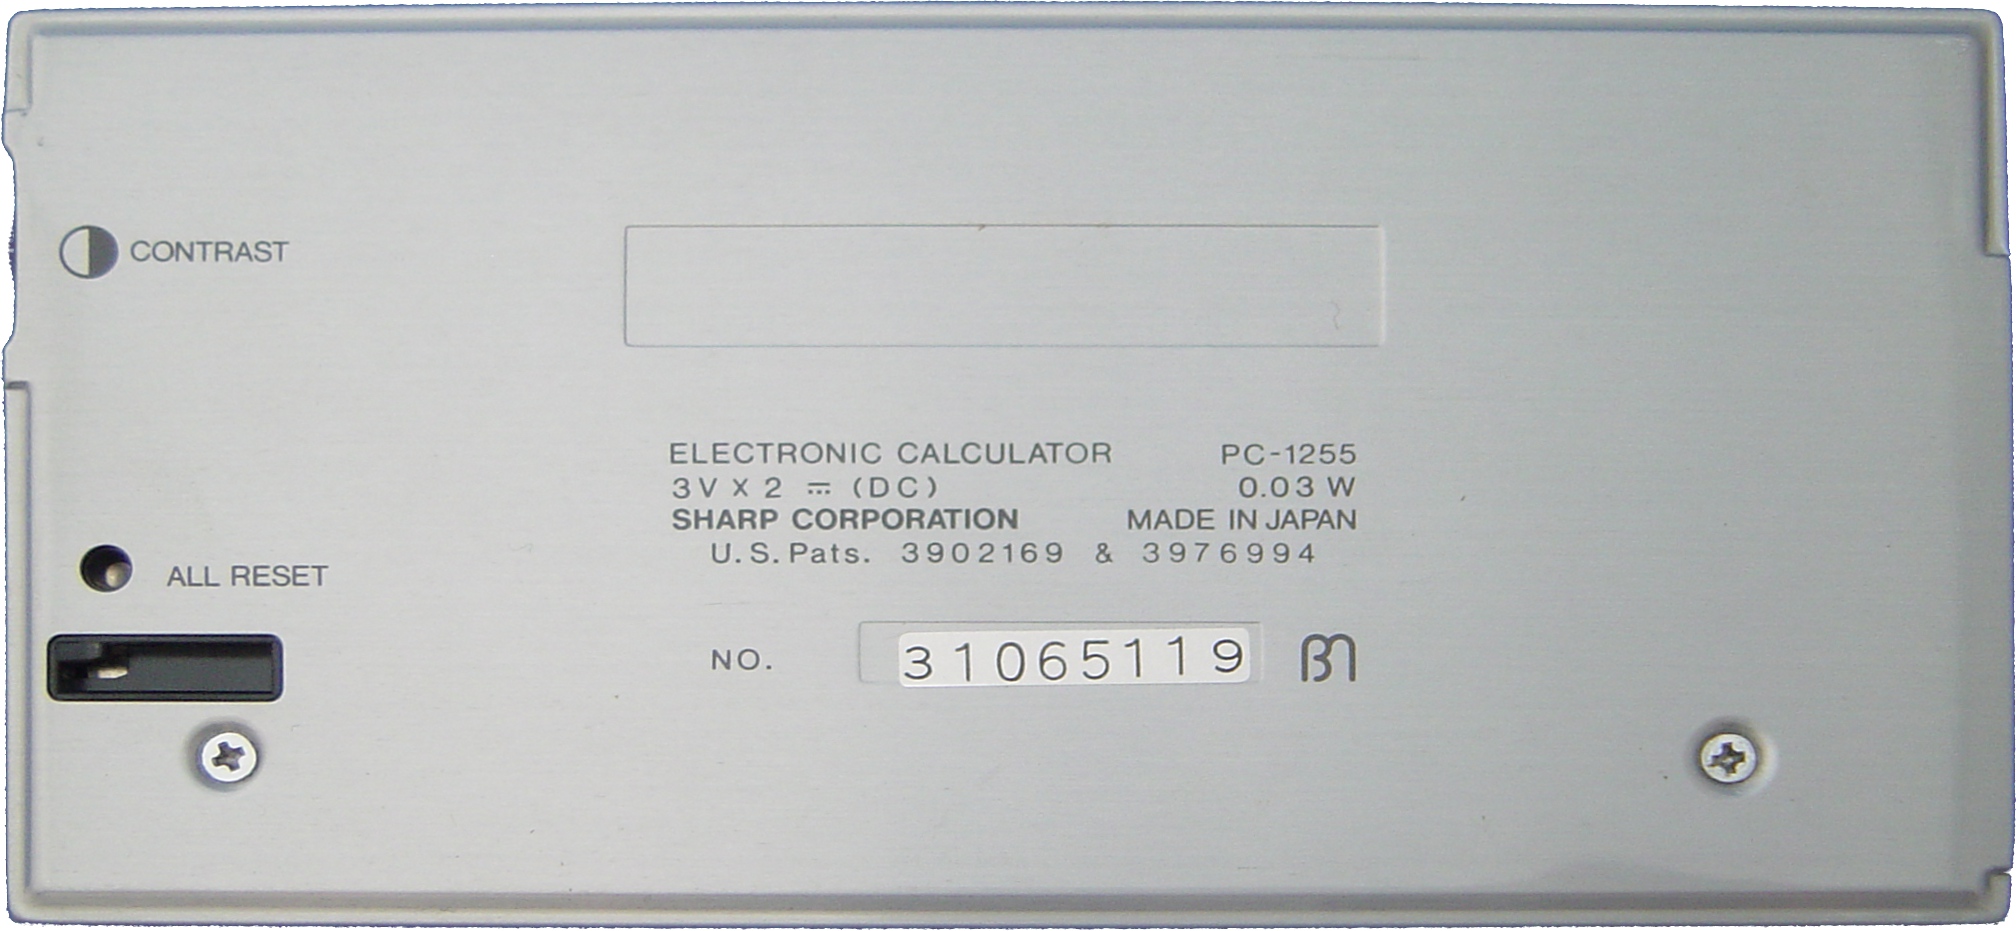 CONTRAST
ELECTRONIC CALCULATOR PC-1255
3V X 2 ⎓ (DC) 0.03 W
SHARP CORPORATION MADE IN JAPAN
U.S. Pats. 3902169 & 3976994
ALL RESET
NO. 31065119